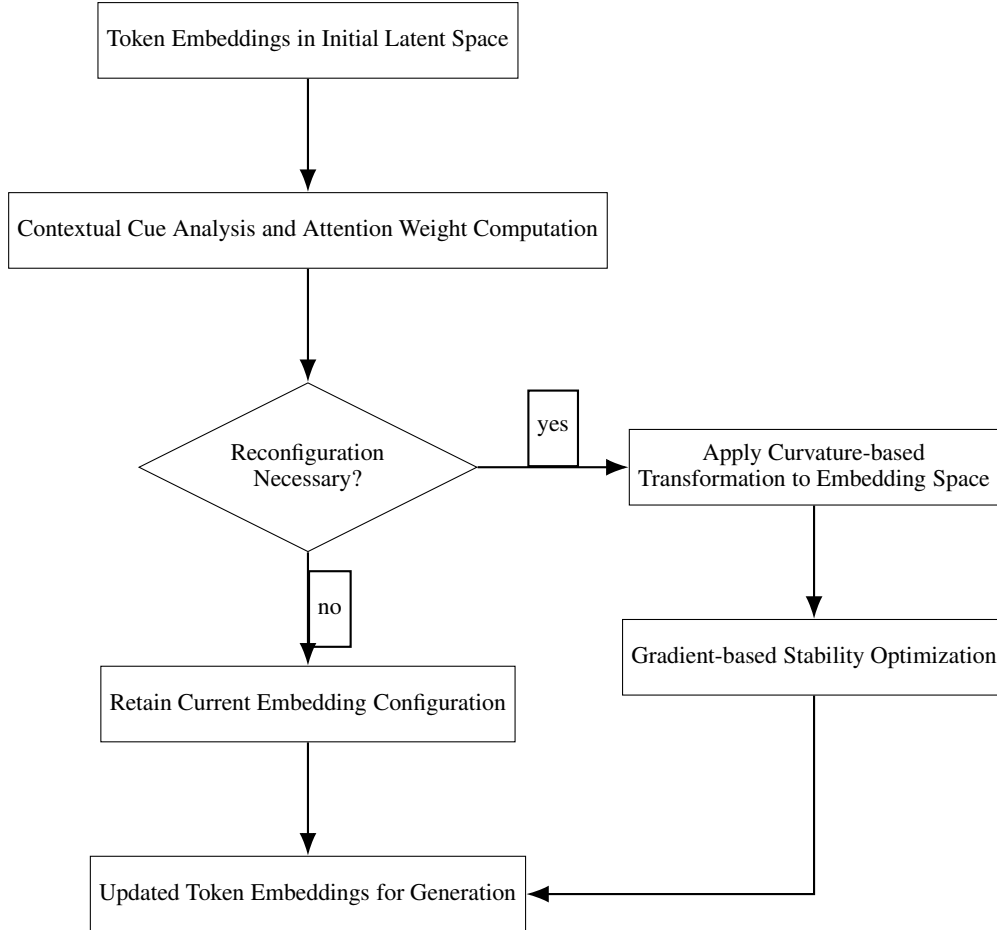 Token Embeddings in Initial Latent Space
Contextual Cue Analysis and Attention Weight Computation
Reconfiguration
Necessary?
yes
Apply Curvature-based
Transformation to Embedding Space
no
Gradient-based Stability Optimization
Retain Current Embedding Configuration
Updated Token Embeddings for Generation